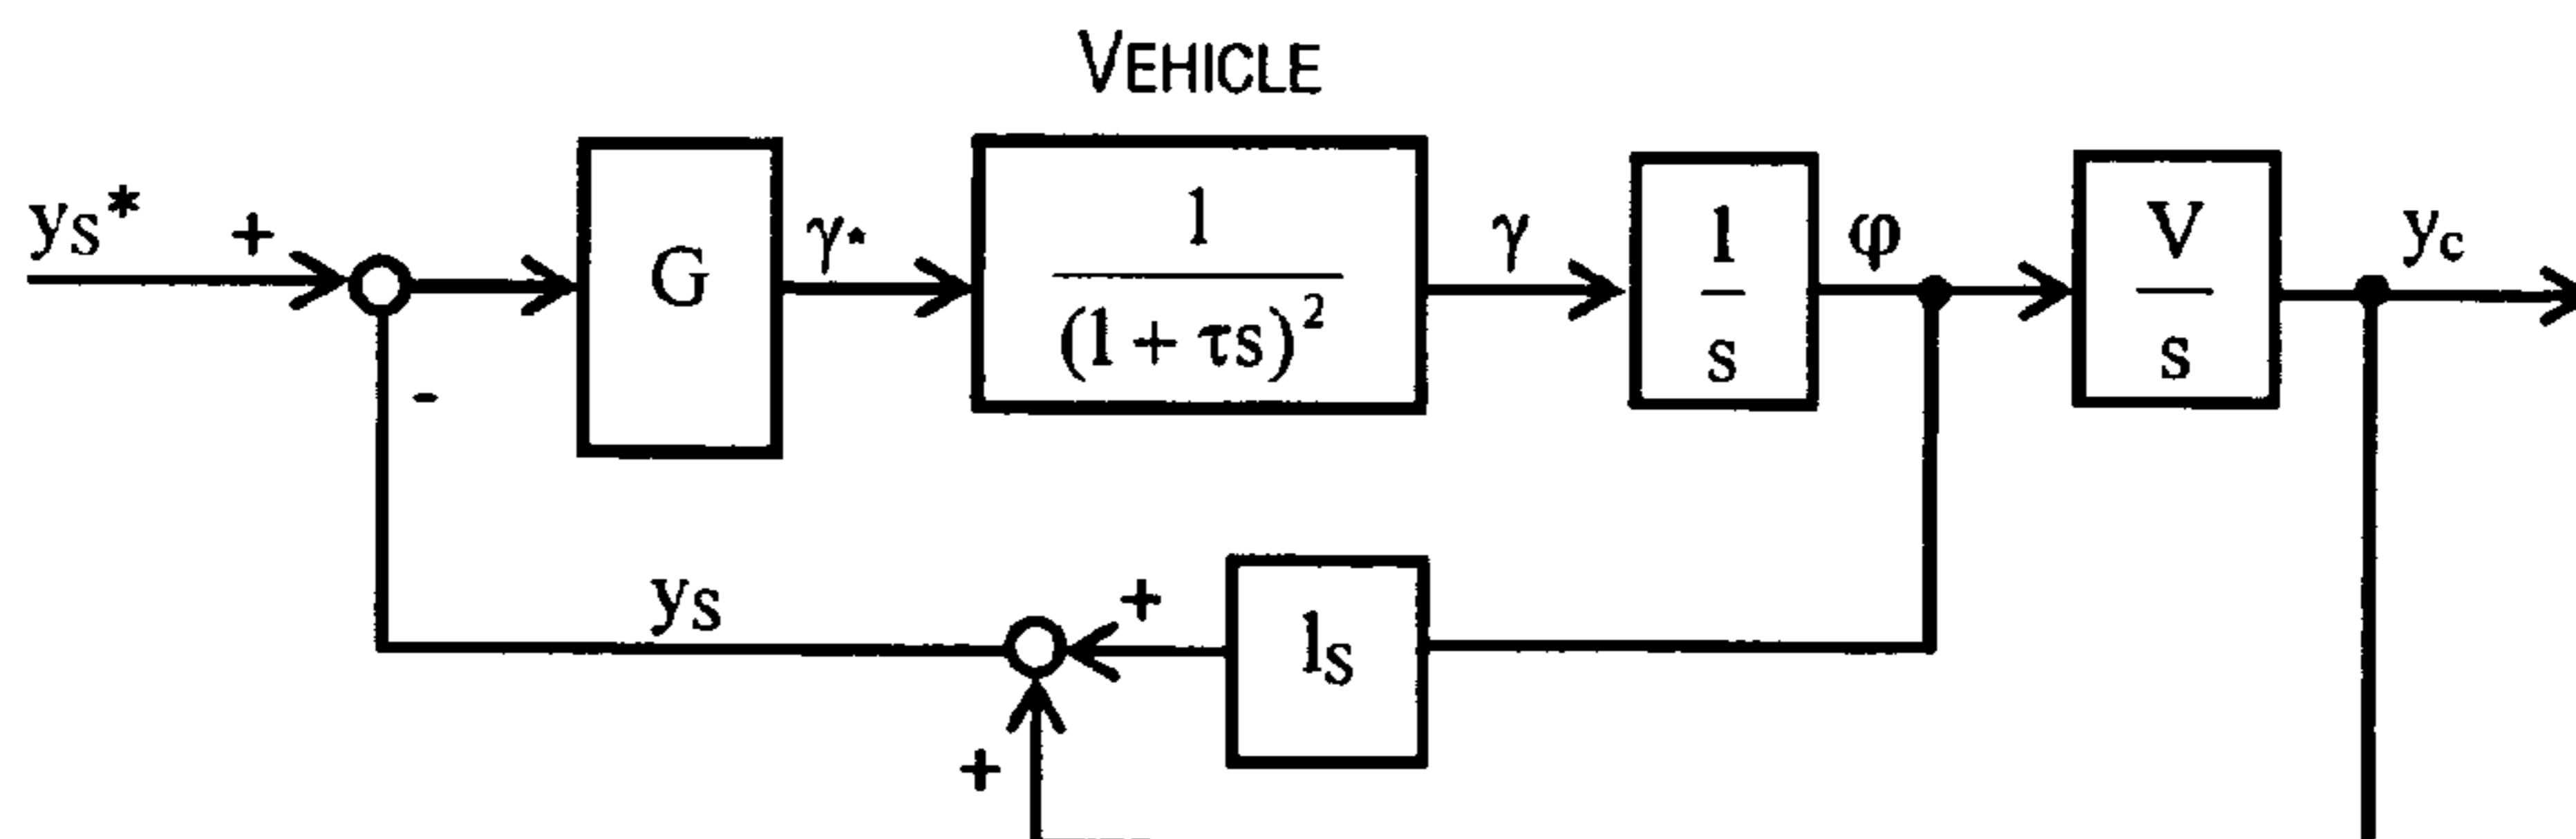 VEHICLE
yS* + G γ* 1 γ 1 φ V yc
(1 + τs)² s s
-
yS + lS
+